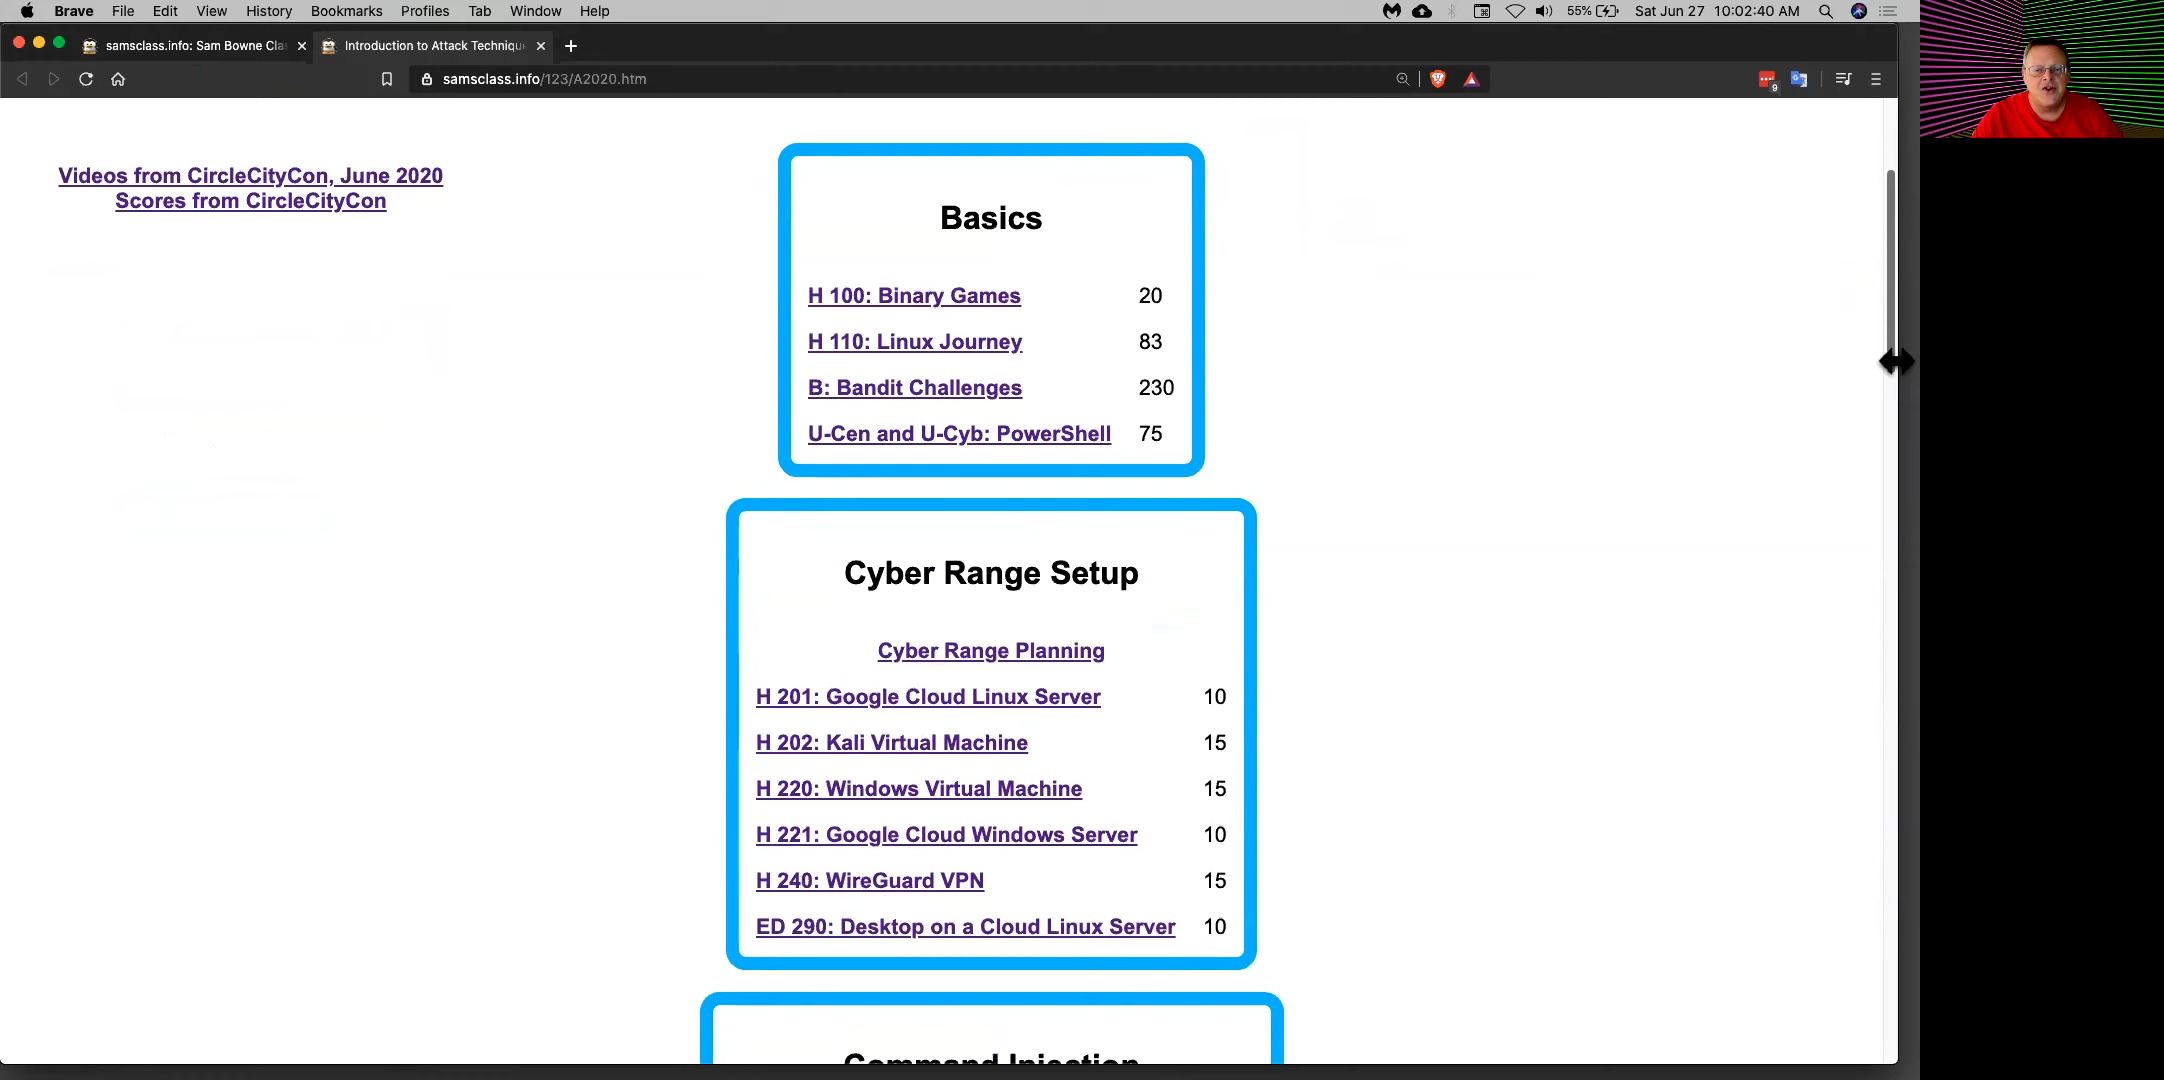 Brave File Edit View History Bookmarks Profiles Tab Window Help 55% Sat Jun 27 10:02:40 AM
samsclass.info: Sam Bowne Clas Introduction to Attack Techniqu
samsclass.info/123/A2020.htm 9
Videos from CircleCityCon, June 2020
Scores from CircleCityCon
Basics
H 100: Binary Games 20
H 110: Linux Journey 83
B: Bandit Challenges 230
U-Cen and U-Cyb: PowerShell 75
Cyber Range Setup
Cyber Range Planning
H 201: Google Cloud Linux Server 10
H 202: Kali Virtual Machine 15
H 220: Windows Virtual Machine 15
H 221: Google Cloud Windows Server 10
H 240: WireGuard VPN 15
ED 290: Desktop on a Cloud Linux Server 10
Command Injection